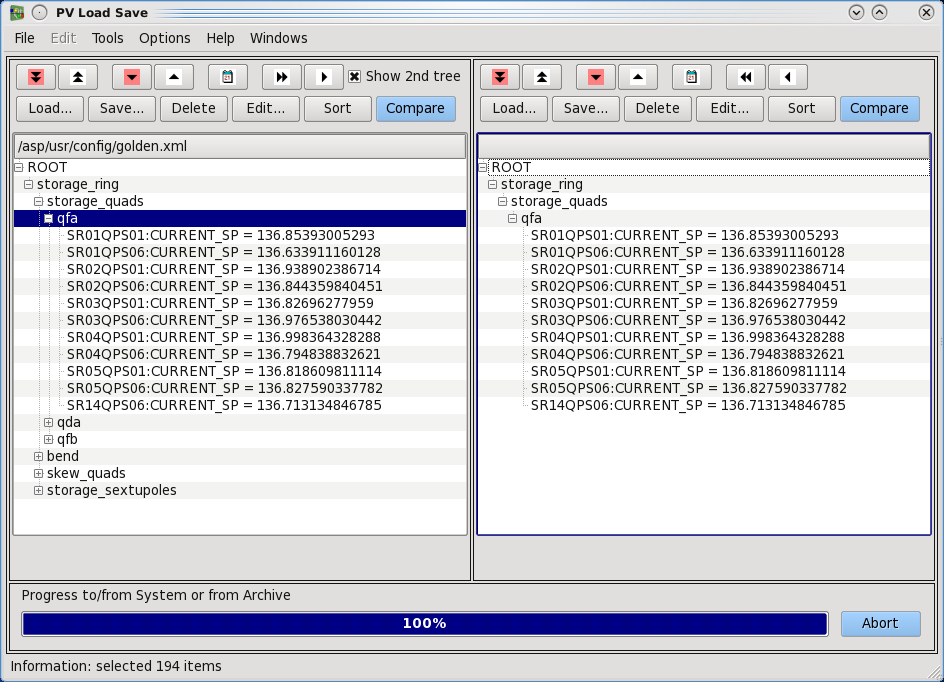 PV Load Save
File Edit Tools Options Help Windows
Show 2nd tree
Load... Save... Delete Edit... Sort Compare
Load... Save... Delete Edit... Sort Compare
/asp/usr/config/golden.xml
ROOT
storage_ring
storage_quads
qfa
SR01QPS01:CURRENT_SP = 136.85393005293
SR01QPS06:CURRENT_SP = 136.633911160128
SR02QPS01:CURRENT_SP = 136.938902386714
SR02QPS06:CURRENT_SP = 136.844359840451
SR03QPS01:CURRENT_SP = 136.82696277959
SR03QPS06:CURRENT_SP = 136.976538030442
SR04QPS01:CURRENT_SP = 136.998364328288
SR04QPS06:CURRENT_SP = 136.794838832621
SR05QPS01:CURRENT_SP = 136.818609811114
SR05QPS06:CURRENT_SP = 136.827590337782
SR14QPS06:CURRENT_SP = 136.713134846785
qda
qfb
bend
skew_quads
storage_sextupoles
ROOT
storage_ring
storage_quads
qfa
SR01QPS01:CURRENT_SP = 136.85393005293
SR01QPS06:CURRENT_SP = 136.633911160128
SR02QPS01:CURRENT_SP = 136.938902386714
SR02QPS06:CURRENT_SP = 136.844359840451
SR03QPS01:CURRENT_SP = 136.82696277959
SR03QPS06:CURRENT_SP = 136.976538030442
SR04QPS01:CURRENT_SP = 136.998364328288
SR04QPS06:CURRENT_SP = 136.794838832621
SR05QPS01:CURRENT_SP = 136.818609811114
SR05QPS06:CURRENT_SP = 136.827590337782
SR14QPS06:CURRENT_SP = 136.713134846785
Progress to/from System or from Archive
100%
Abort
Information: selected 194 items